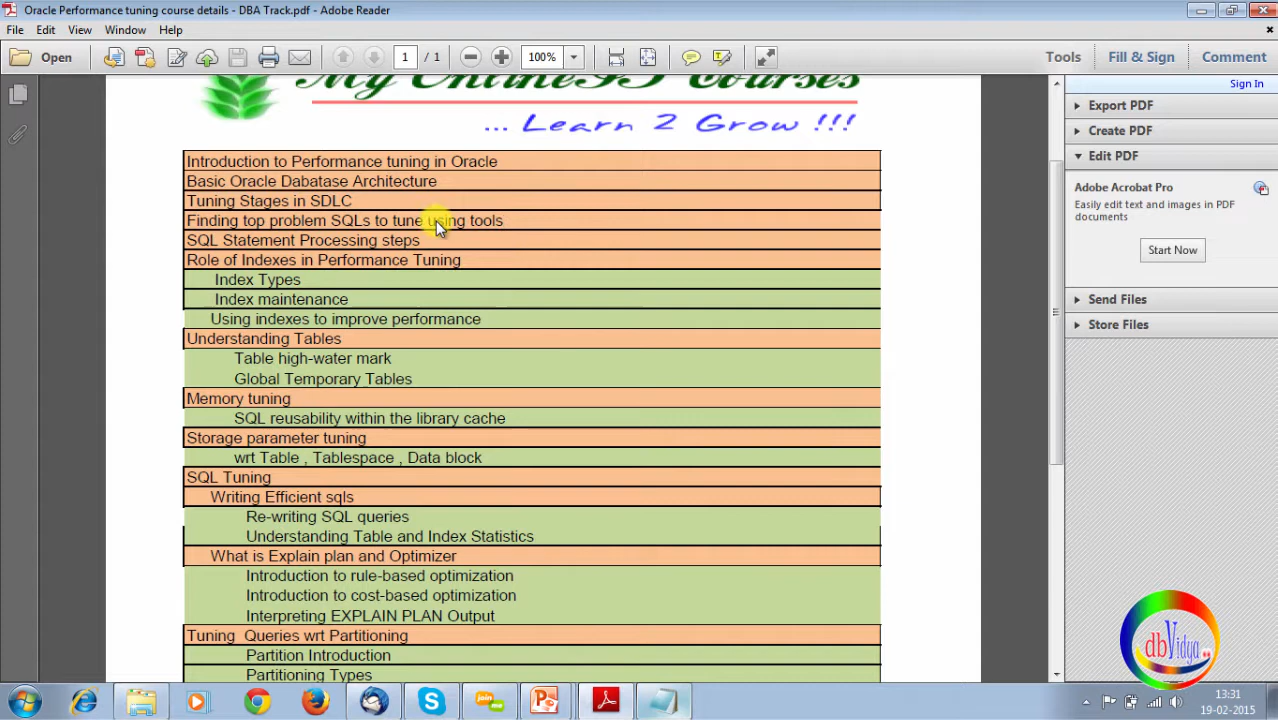 Oracle Performance tuning course details - DBA Track.pdf - Adobe Reader
File Edit View Window Help
Open 1 / 1 100% Tools Fill & Sign Comment
Sign In
My OnlineIT Courses
... Learn 2 Grow !!!
Introduction to Performance tuning in Oracle
Basic Oracle Dabatase Architecture
Tuning Stages in SDLC
Finding top problem SQLs to tune using tools
SQL Statement Processing steps
Role of Indexes in Performance Tuning
Index Types
Index maintenance
Using indexes to improve performance
Understanding Tables
Table high-water mark
Global Temporary Tables
Memory tuning
SQL reusability within the library cache
Storage parameter tuning
wrt Table , Tablespace , Data block
SQL Tuning
Writing Efficient sqls
Re-writing SQL queries
Understanding Table and Index Statistics
What is Explain plan and Optimizer
Introduction to rule-based optimization
Introduction to cost-based optimization
Interpreting EXPLAIN PLAN Output
Tuning Queries wrt Partitioning
Partition Introduction
Partitioning Types
Export PDF
Create PDF
Edit PDF
Adobe Acrobat Pro
Easily edit text and images in PDF
documents
Start Now
Send Files
Store Files
dbVidya
Join
13:31
19-02-2015